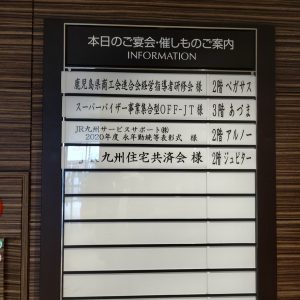 本日のご宴会・催しものご案内
INFORMATION
鹿児島県商工会連合会経営指導者研修会 様 2階 ペガサス
スーパーバイザー事業集合型OFF-JT 様 3階 あづま
JR九州サービスサポート㈱
2020年度 永年勤続等表彰式 様 2階 アルノー
九州住宅共済会 様 2階 ジュピター